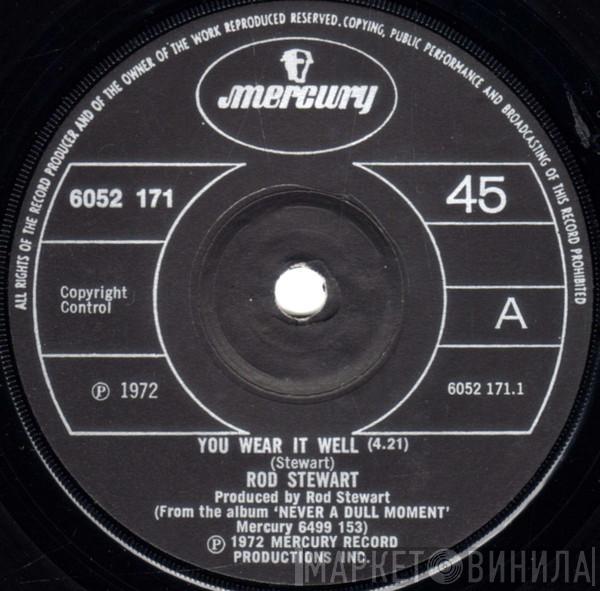 ALL RIGHTS OF THE RECORD PRODUCER AND OF THE OWNER OF THE WORK REPRODUCED RESERVED. COPYING, PUBLIC PERFORMANCE AND BROADCASTING OF THIS RECORD PROHIBITED
mercury
6052 171
45
Copyright
Control
A
℗ 1972
6052 171.1
YOU WEAR IT WELL (4.21)
(Stewart)
ROD STEWART
Produced by Rod Stewart
(From the album 'NEVER A DULL MOMENT'
Mercury 6499 153)
℗ 1972 MERCURY RECORD
PRODUCTIONS INC.
МАРКЕТ ВИНИЛА